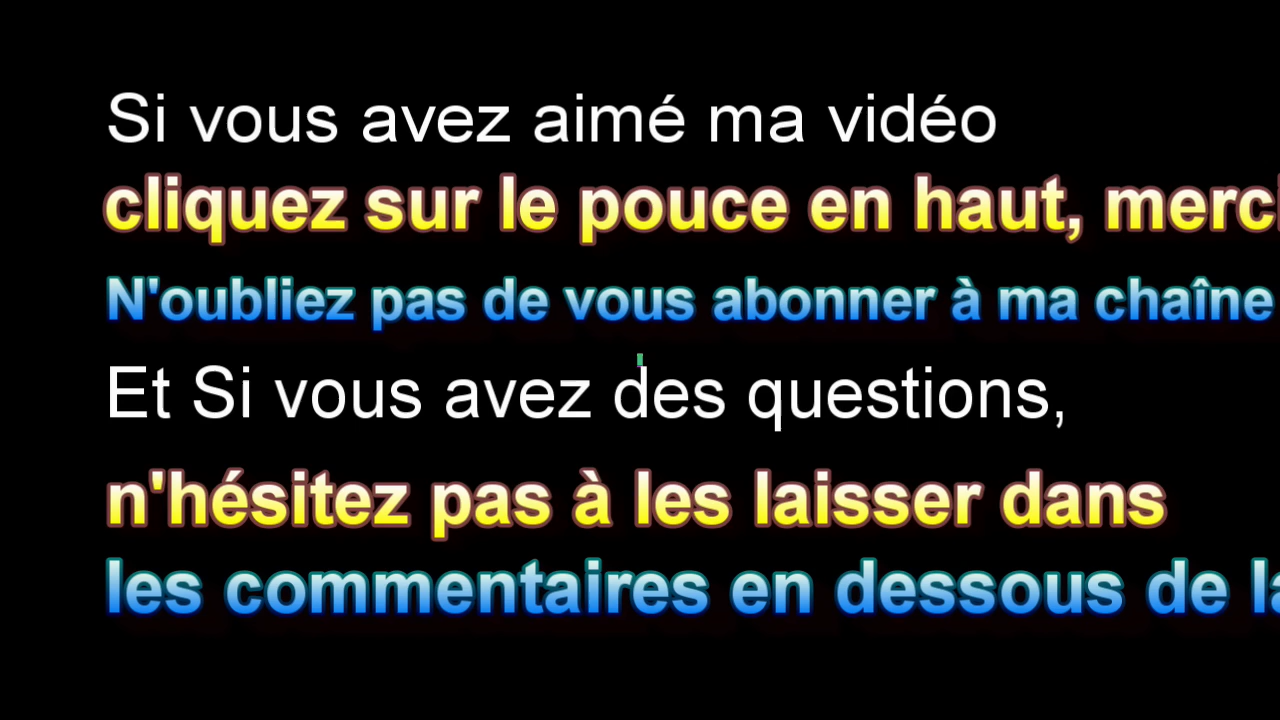 Si vous avez aimé ma vidéo
cliquez sur le pouce en haut, merc
N'oubliez pas de vous abonner à ma chaîne
Et Si vous avez des questions,
n'hésitez pas à les laisser dans
les commentaires en dessous de la